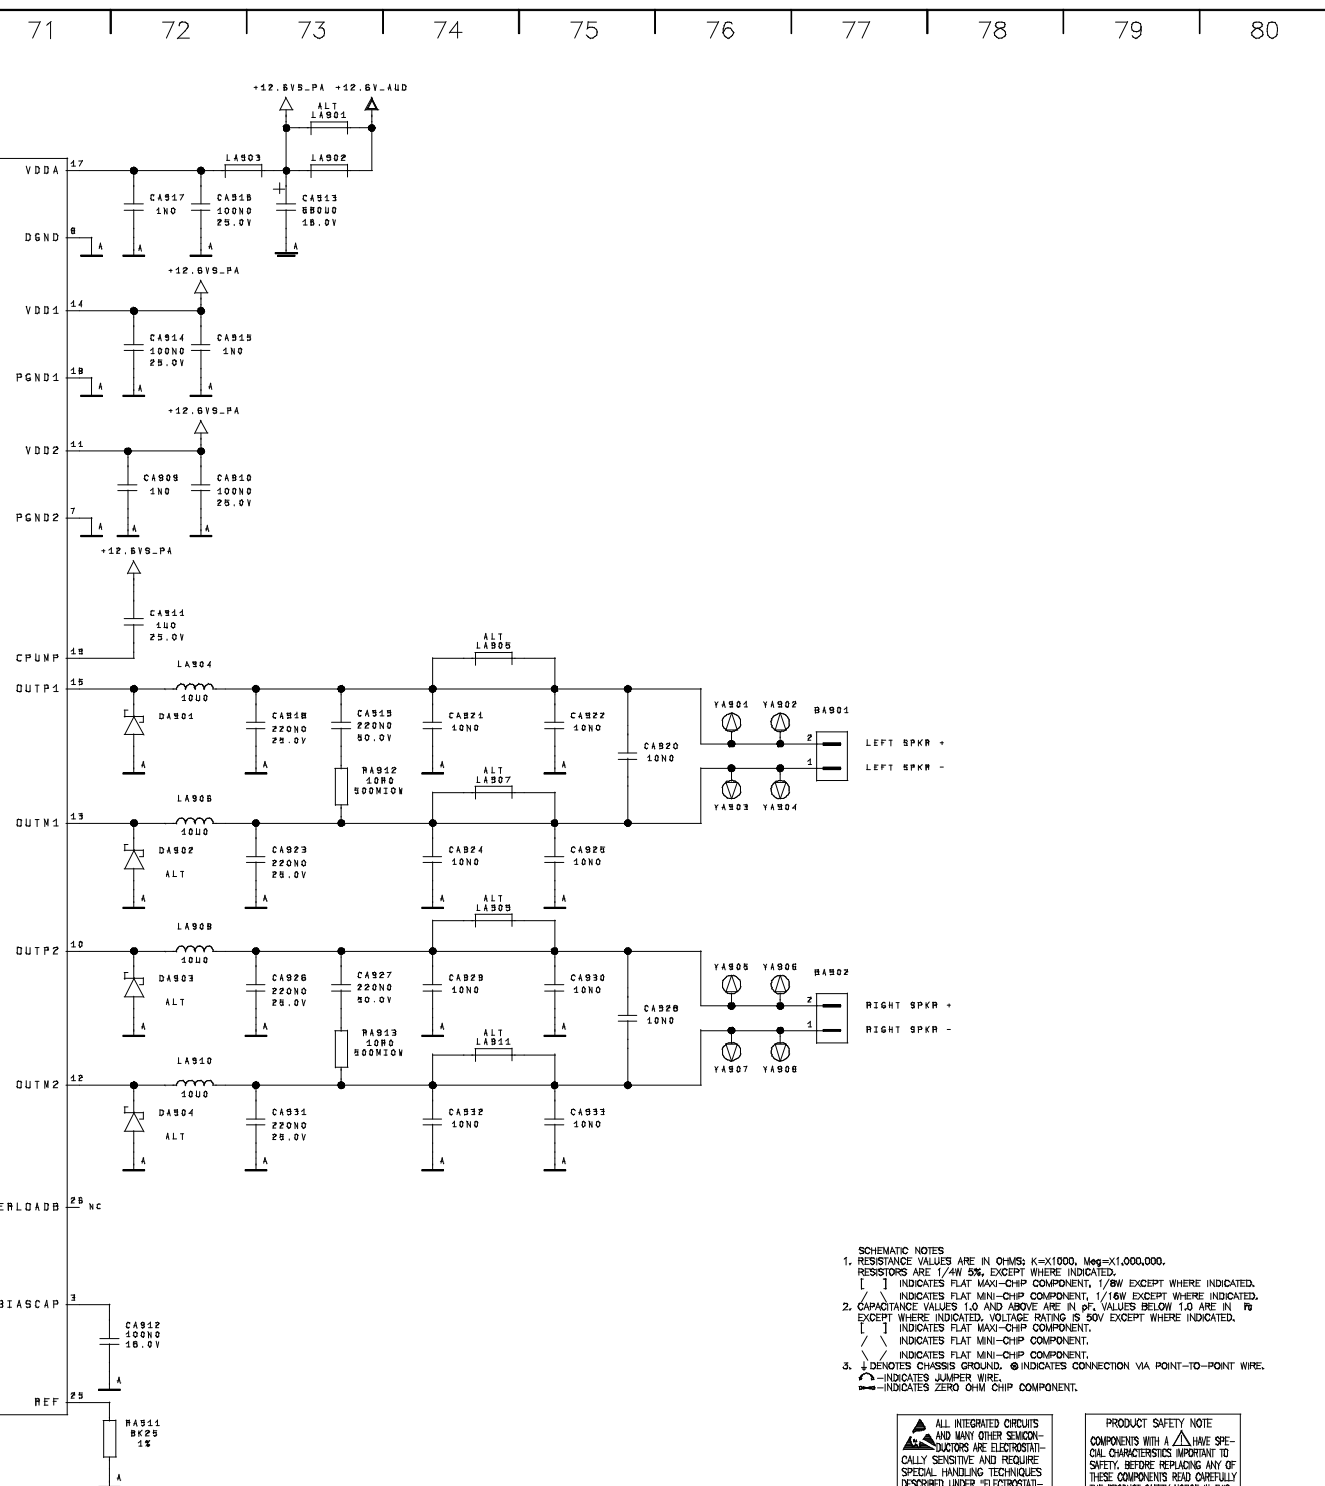 71 72 73 74 75 76 77 78 79 80
+12.6VS_PA +12.6V_AUD
ALT
LA901
VDDA 17 LA903 LA902
CA917
1N0
CA916
100N0
25.0V
+ CA913
680U0
16.0V
DGND 8 A A A A
+12.6VS_PA
VDD1 14
CA914
100N0
25.0V
CA915
1N0
PGND1 18 A A A
+12.6VS_PA
VDD2 11
CA909
1N0
CA910
100N0
25.0V
PGND2 7 A A A
+12.6VS_PA
CA911
1U0
25.0V
CPUMP 19
ALT
LA905
LA904
OUTP1 15
10U0
DA901
CA918
220N0
25.0V
CA919
220N0
50.0V
CA921
10N0
CA922
10N0
CA920
10N0
YA901 YA902 BA901
2 LEFT SPKR +
1 LEFT SPKR -
YA903 YA904
A A A A
RA912
10R0
500MIOW
ALT
LA907
LA906
OUTM1 13
10U0
DA902
ALT
CA923
220N0
25.0V
CA924
10N0
CA925
10N0
A A A A
ALT
LA909
LA908
OUTP2 10
10U0
DA903
ALT
CA926
220N0
25.0V
CA927
220N0
50.0V
CA929
10N0
CA930
10N0
CA928
10N0
YA905 YA906 BA902
2 RIGHT SPKR +
1 RIGHT SPKR -
YA907 YA908
A A A A
RA913
10R0
500MIOW
ALT
LA911
LA910
OUTM2 12
10U0
DA904
ALT
CA931
220N0
25.0V
CA932
10N0
CA933
10N0
A A A A
ERLOADB 26 NC
BIASCAP 3
CA912
100N0
16.0V
A
REF 25
RA911
8K25
1%
A
SCHEMATIC NOTES
1. RESISTANCE VALUES ARE IN OHMS; K=X1000, Meg=X1,000,000.
RESISTORS ARE 1/4W 5%, EXCEPT WHERE INDICATED.
[ ] INDICATES FLAT MAXI-CHIP COMPONENT, 1/8W EXCEPT WHERE INDICATED.
/ \ INDICATES FLAT MINI-CHIP COMPONENT, 1/16W EXCEPT WHERE INDICATED.
2. CAPACITANCE VALUES 1.0 AND ABOVE ARE IN pF, VALUES BELOW 1.0 ARE IN
EXCEPT WHERE INDICATED. VOLTAGE RATING IS 50V EXCEPT WHERE INDICATED.
[ ] INDICATES FLAT MAXI-CHIP COMPONENT.
/ \ INDICATES FLAT MINI-CHIP COMPONENT.
\ / INDICATES FLAT MINI-CHIP COMPONENT.
3. DENOTES CHASSIS GROUND. INDICATES CONNECTION VIA POINT-TO-POINT WIRE.
-INDICATES JUMPER WIRE.
-INDICATES ZERO OHM CHIP COMPONENT.
ALL INTEGRATED CIRCUITS
AND MANY OTHER SEMICON-
DUCTORS ARE ELECTROSTATI-
CALLY SENSITIVE AND REQUIRE
SPECIAL HANDLING TECHNIQUES
DESCRIBED UNDER "ELECTROSTATI-
PRODUCT SAFETY NOTE
COMPONENTS WITH A HAVE SPE-
CIAL CHARACTERISTICS IMPORTANT TO
SAFETY. BEFORE REPLACING ANY OF
THESE COMPONENTS READ CAREFULLY